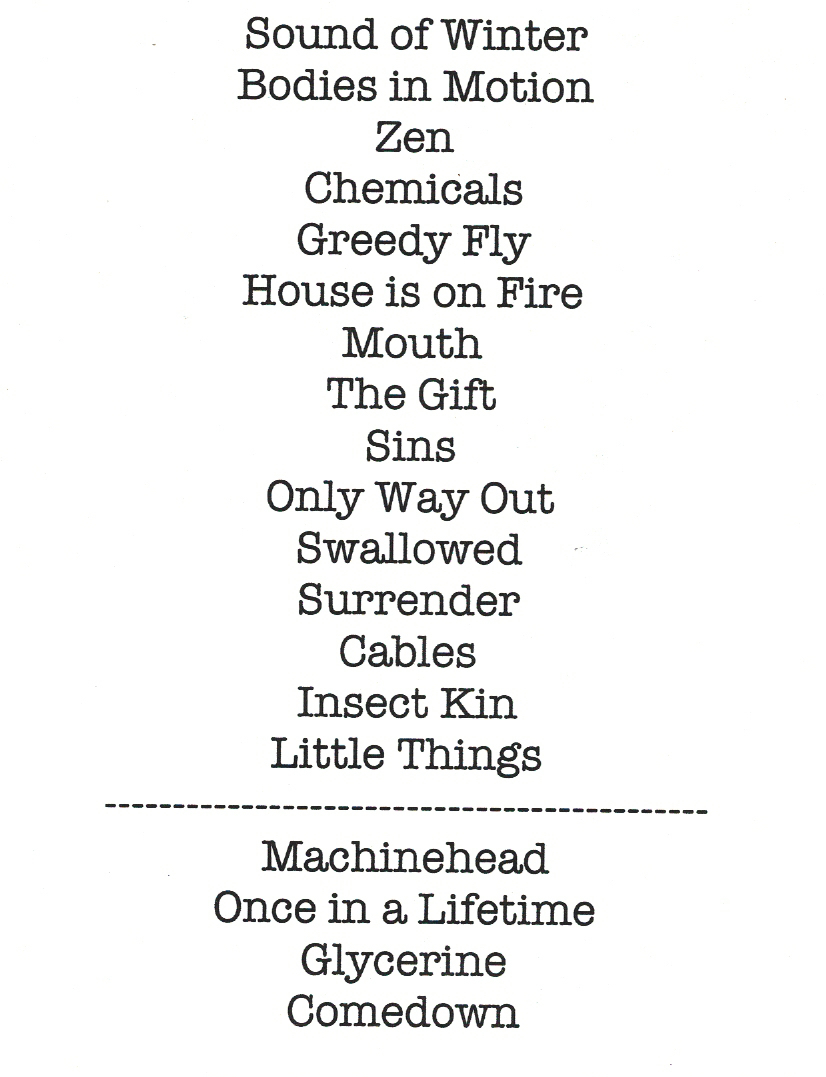 Sound of Winter
Bodies in Motion
Zen
Chemicals
Greedy Fly
House is on Fire
Mouth
The Gift
Sins
Only Way Out
Swallowed
Surrender
Cables
Insect Kin
Little Things
---------------------------------------------
Machinehead
Once in a Lifetime
Glycerine
Comedown